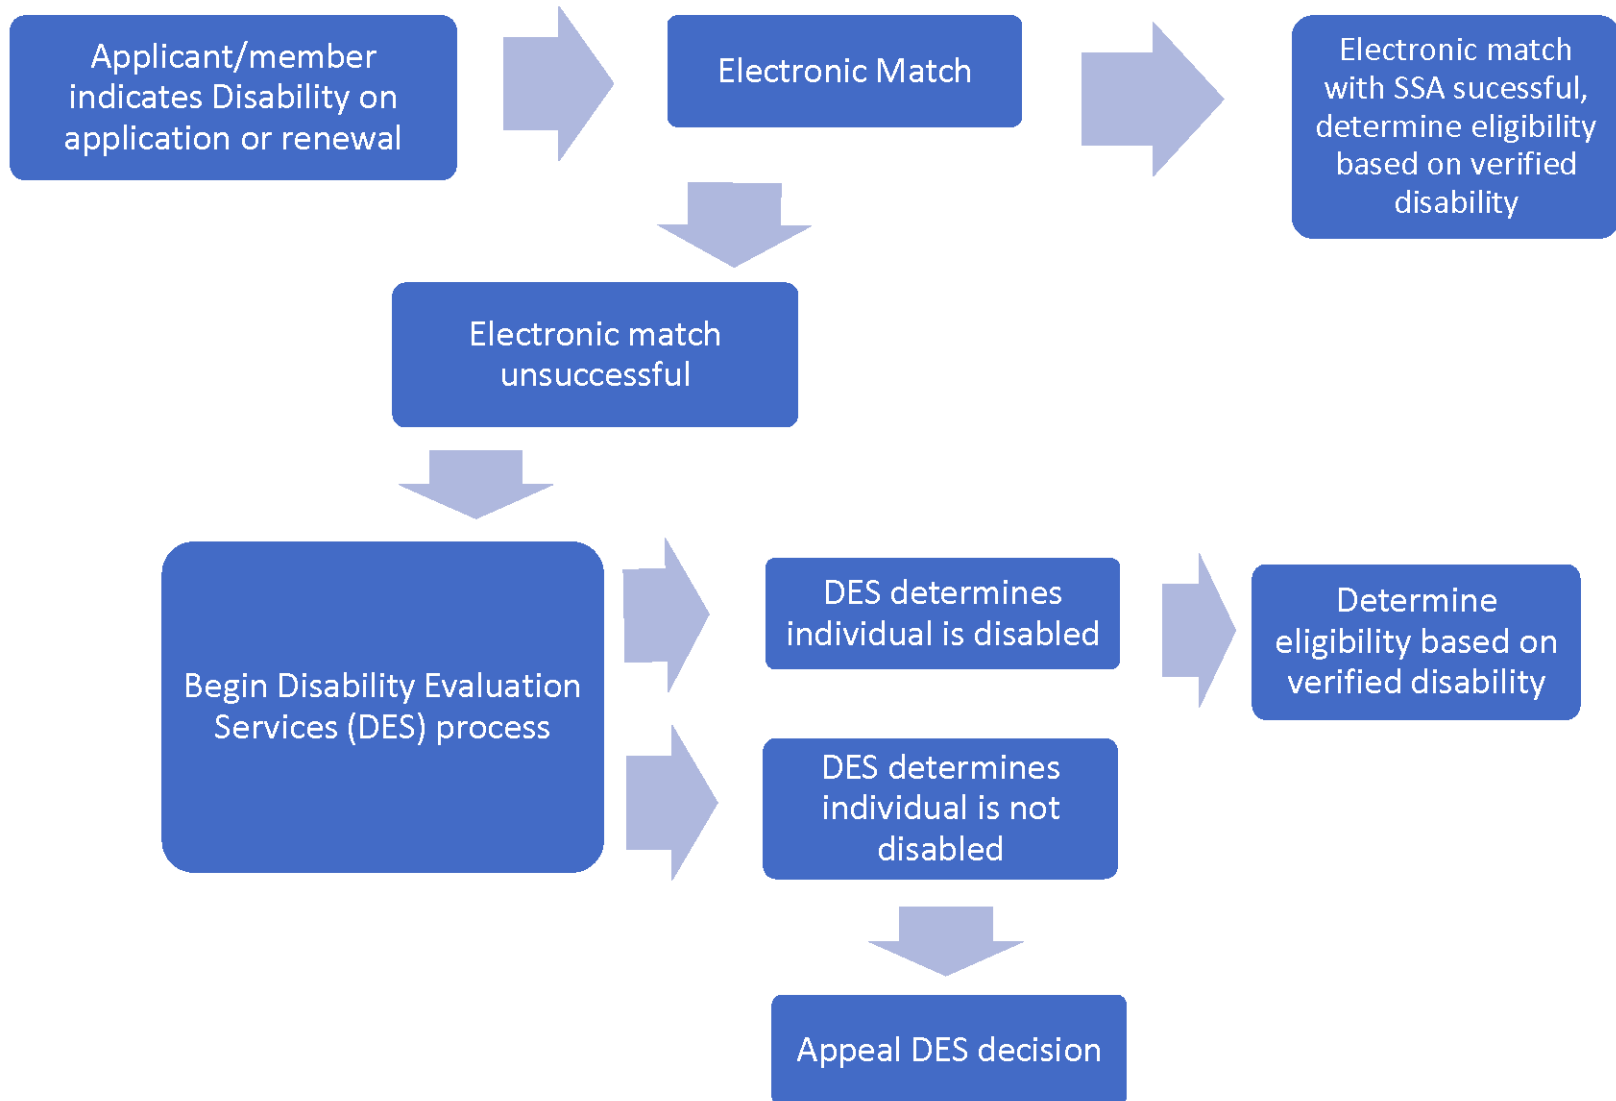 Applicant/member
indicates Disability on
application or renewal
Electronic Match
Electronic match
with SSA sucessful,
determine eligibility
based on verified
disability
Electronic match
unsuccessful
Begin Disability Evaluation
Services (DES) process
DES determines
individual is disabled
Determine
eligibility based on
verified disability
DES determines
individual is not
disabled
Appeal DES decision